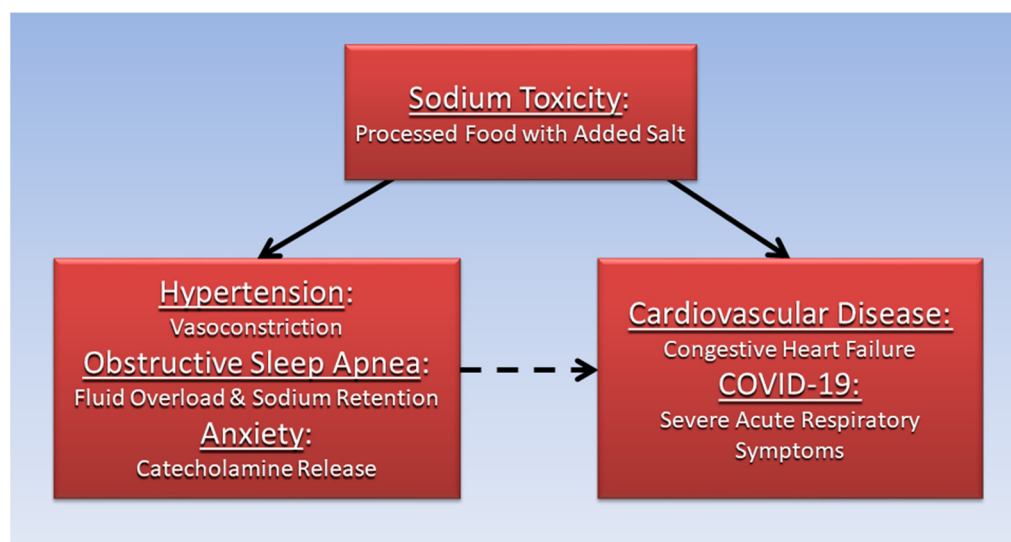 Sodium Toxicity:
Processed Food with Added Salt
Hypertension:
Vasoconstriction
Obstructive Sleep Apnea:
Fluid Overload & Sodium Retention
Anxiety:
Catecholamine Release
Cardiovascular Disease:
Congestive Heart Failure
COVID-19:
Severe Acute Respiratory
Symptoms